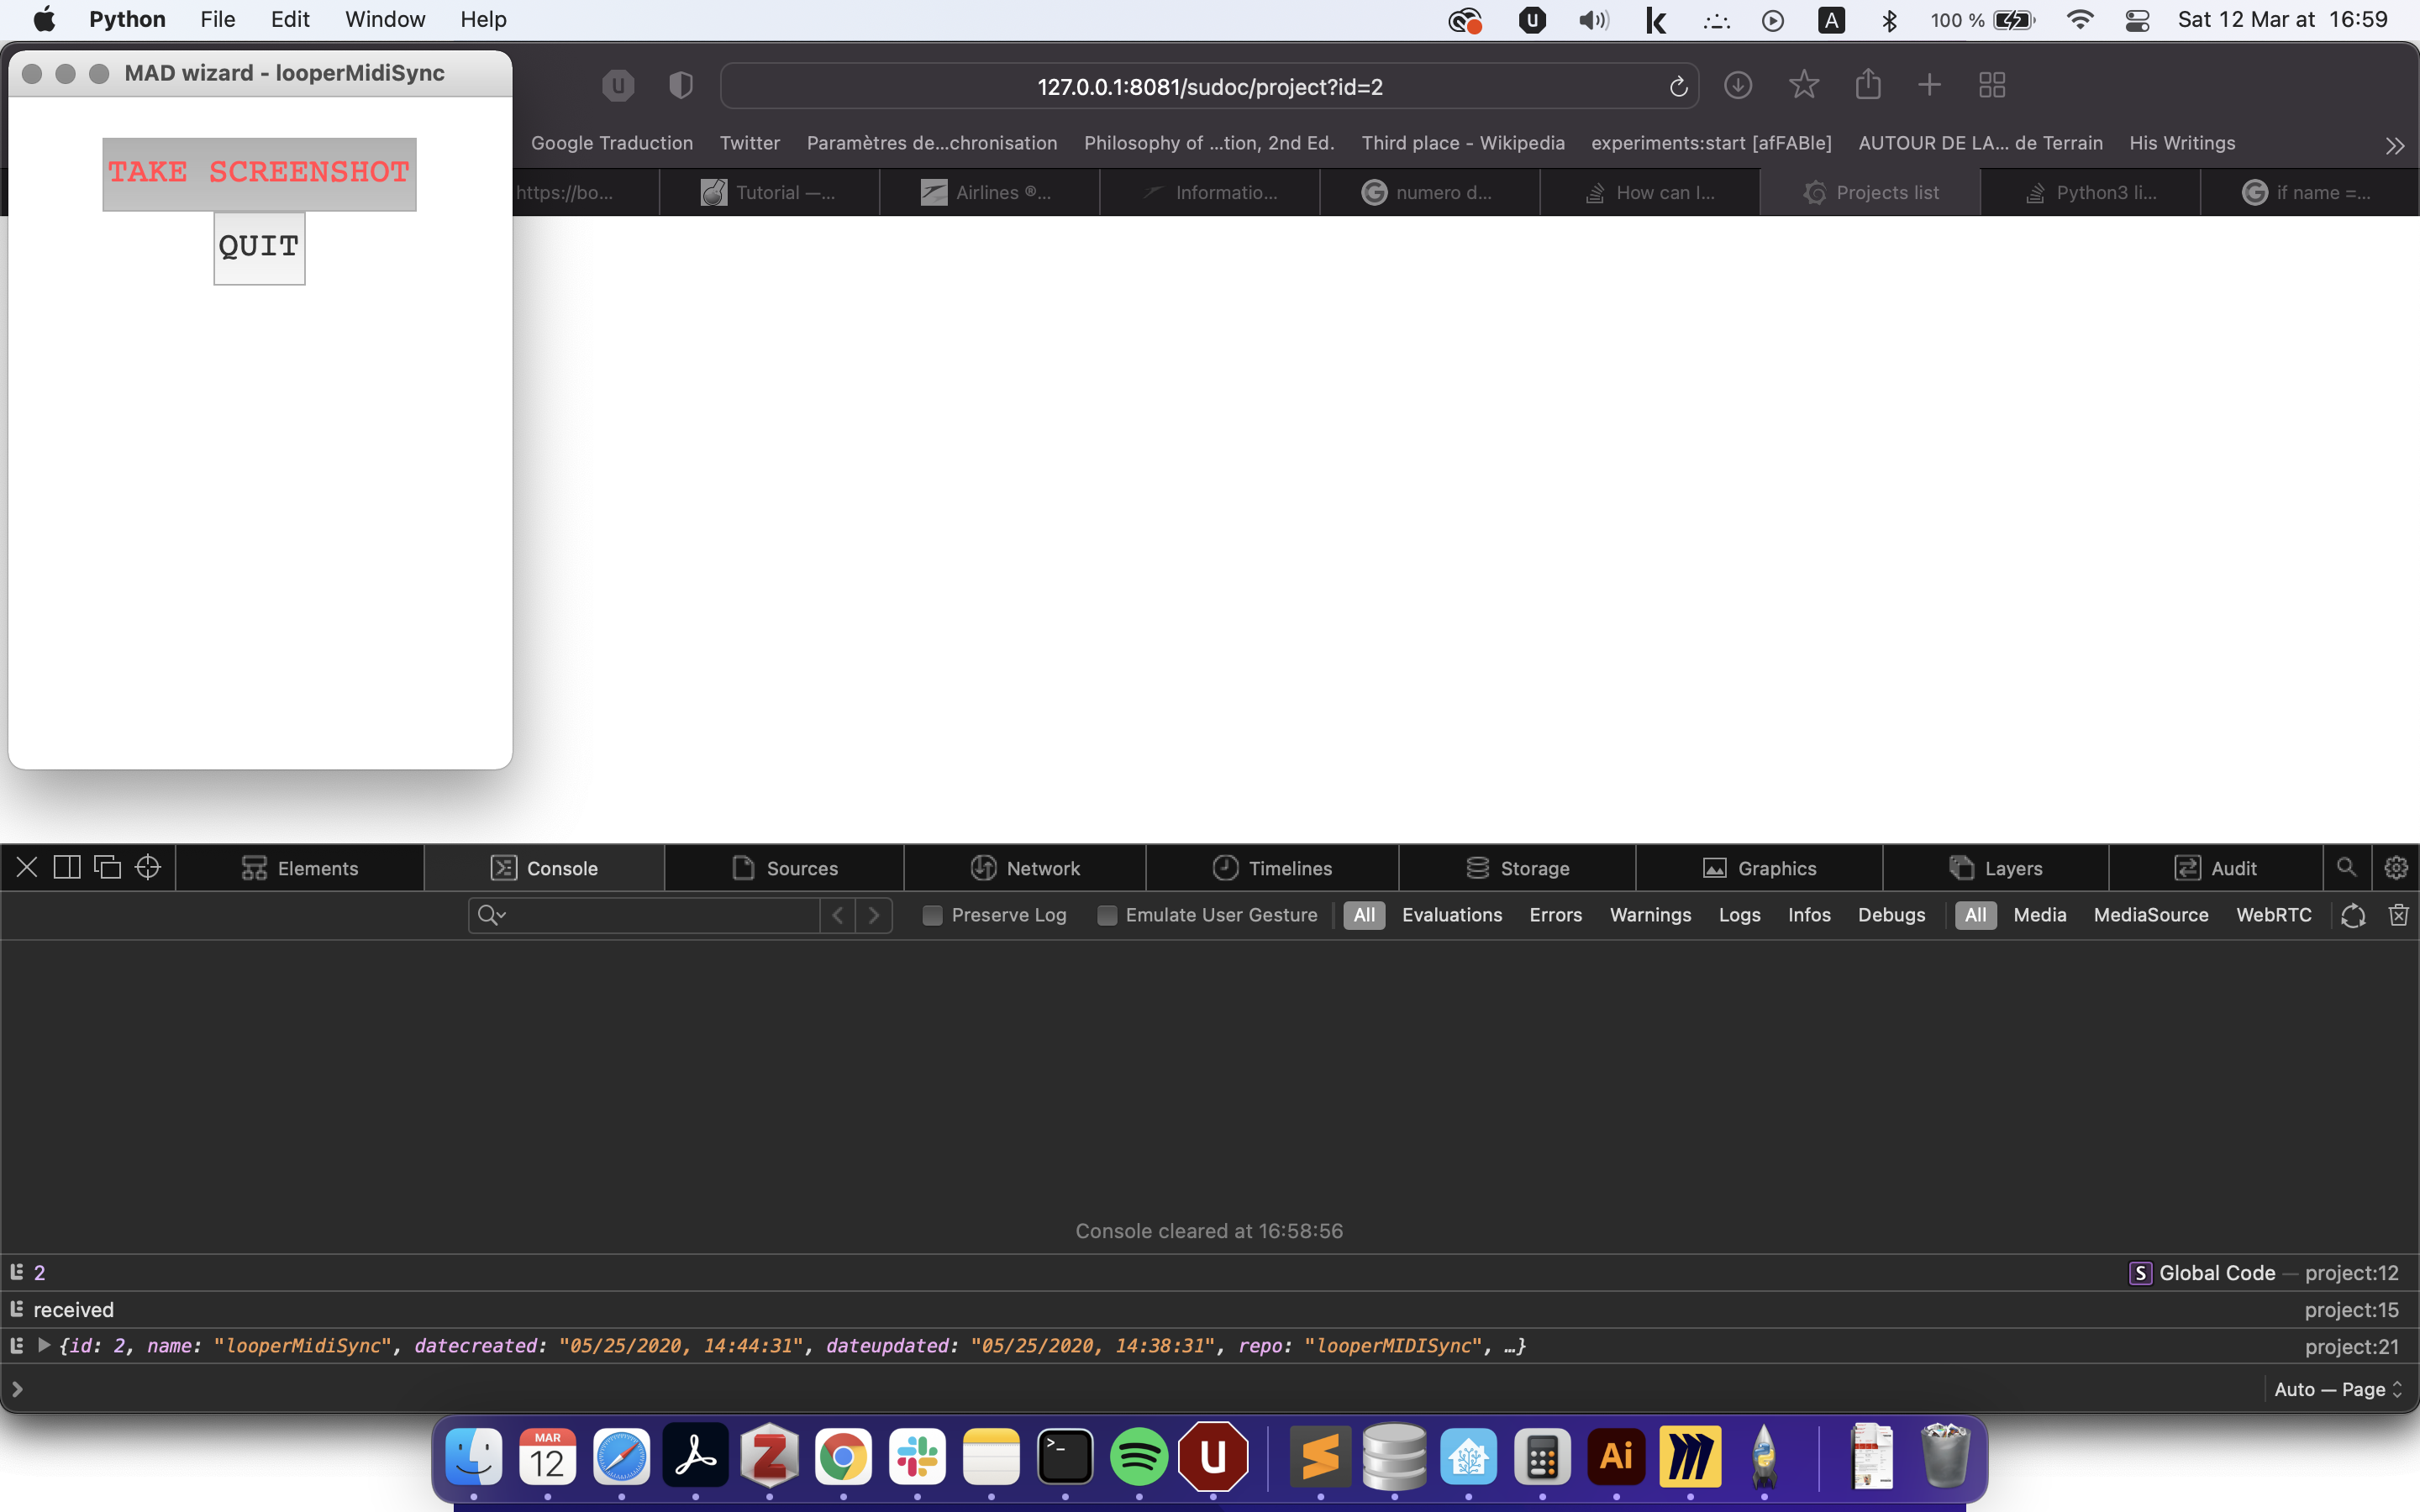 Python File Edit Window Help 100 % Sat 12 Mar at 16:59
MAD wizard - looperMidiSync
TAKE SCREENSHOT
QUIT
127.0.0.1:8081/sudoc/project?id=2
Google Traduction Twitter Paramètres de...chronisation Philosophy of ...tion, 2nd Ed. Third place - Wikipedia experiments:start [afFABle] AUTOUR DE LA... de Terrain His Writings
https://bo... Tutorial —... Airlines ®... Informatio... numero d... How can I... Projects list Python3 li... if name =...
Elements Console Sources Network Timelines Storage Graphics Layers Audit
Preserve Log Emulate User Gesture All Evaluations Errors Warnings Logs Infos Debugs All Media MediaSource WebRTC
Console cleared at 16:58:56
2 S Global Code — project:12
received project:15
{id: 2, name: "looperMidiSync", datecreated: "05/25/2020, 14:44:31", dateupdated: "05/25/2020, 14:38:31", repo: "looperMIDISync", …} project:21
Auto — Page
MAR
12
Ai